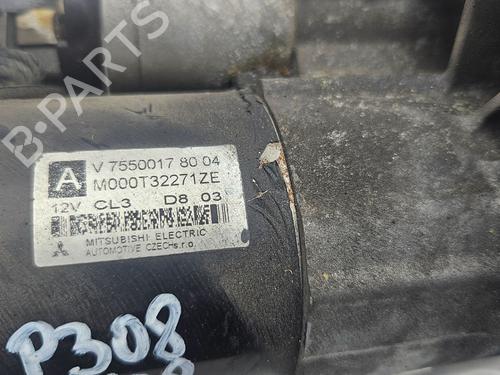 B-PARTS
A
V 7550017 80 04
M000T32271ZE
12V CL3 D8 03
MITSUBISHI ELECTRIC
AUTOMOTIVE CZECH s.r.o.
P308